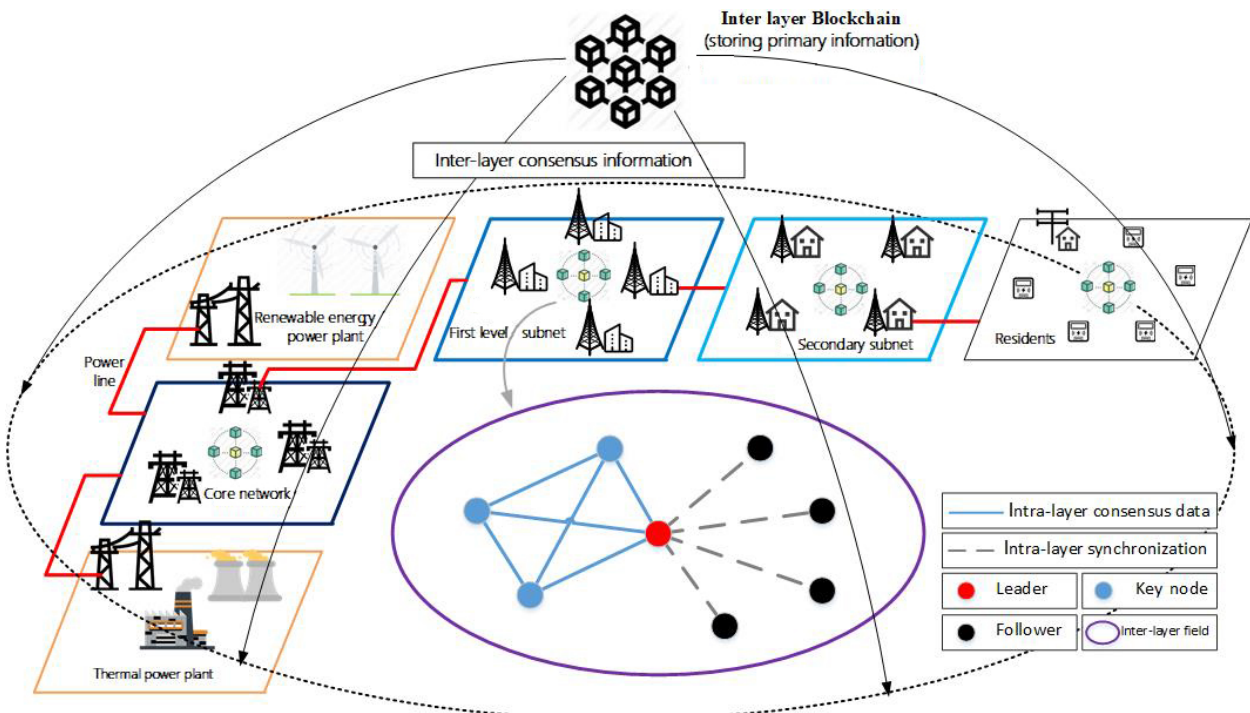 Inter layer Blockchain
(storing primary infomation)
Inter-layer consensus information
Renewable energy
power plant
First level subnet
Secondary subnet
Residents
Power
line
Core network
Thermal power plant
Intra-layer consensus data
Intra-layer synchronization
Leader
Key node
Follower
Inter-layer field